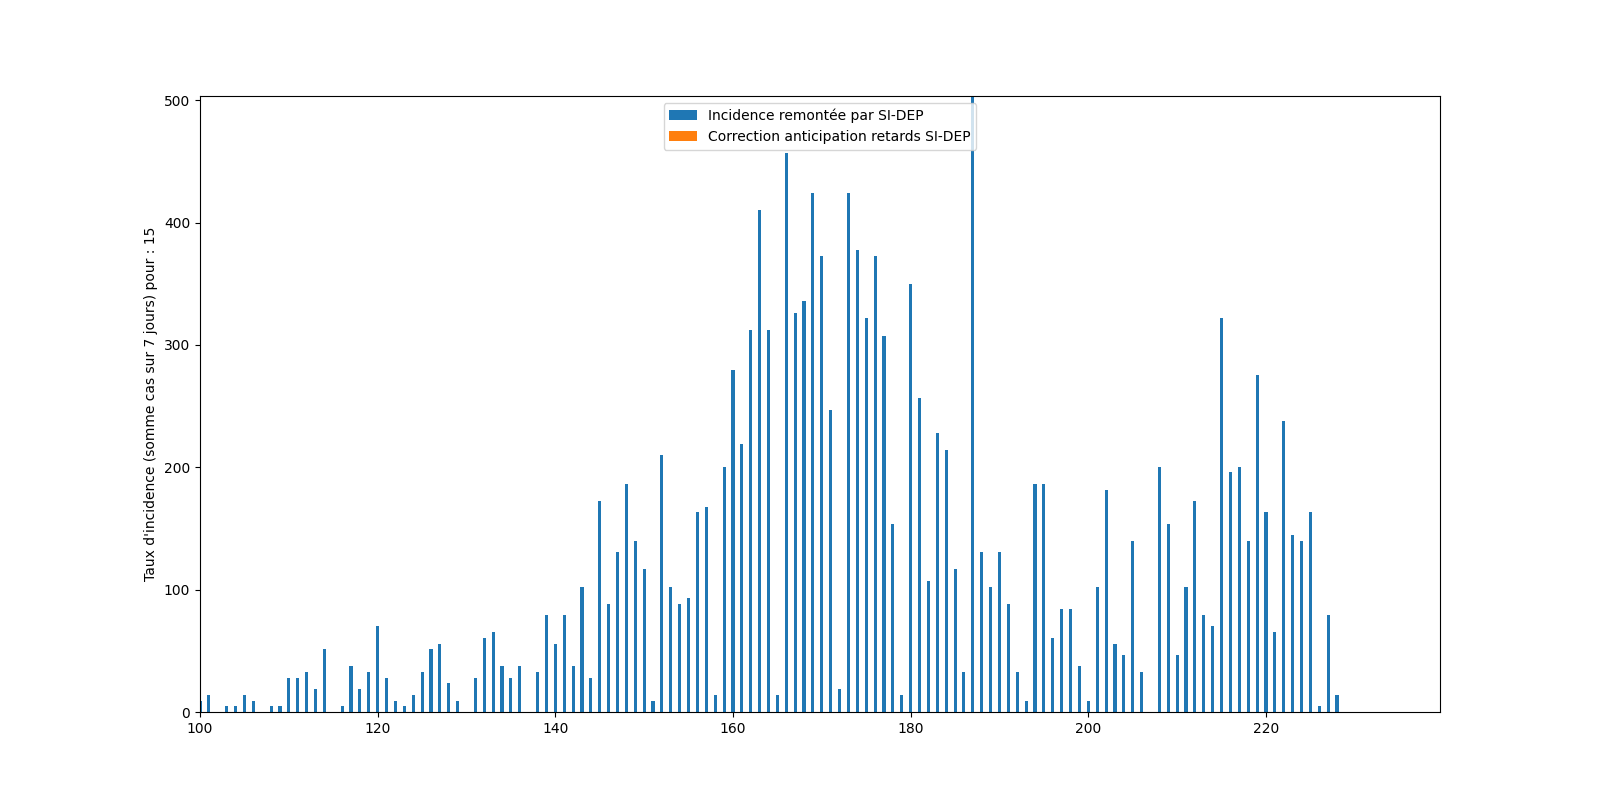 Incidence remontée par SI-DEP
Correction anticipation retards SI-DEP
Taux d'incidence (somme cas sur 7 jours) pour : 15
500
400
300
200
100
0
100 120 140 160 180 200 220